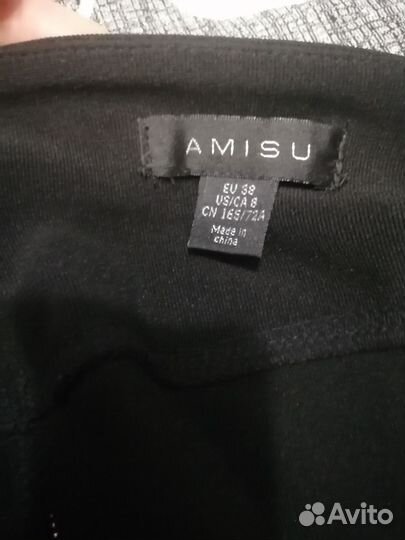 AMISU
EU 38
US/CA 8
CN 165/72A
Made in
china
Avito